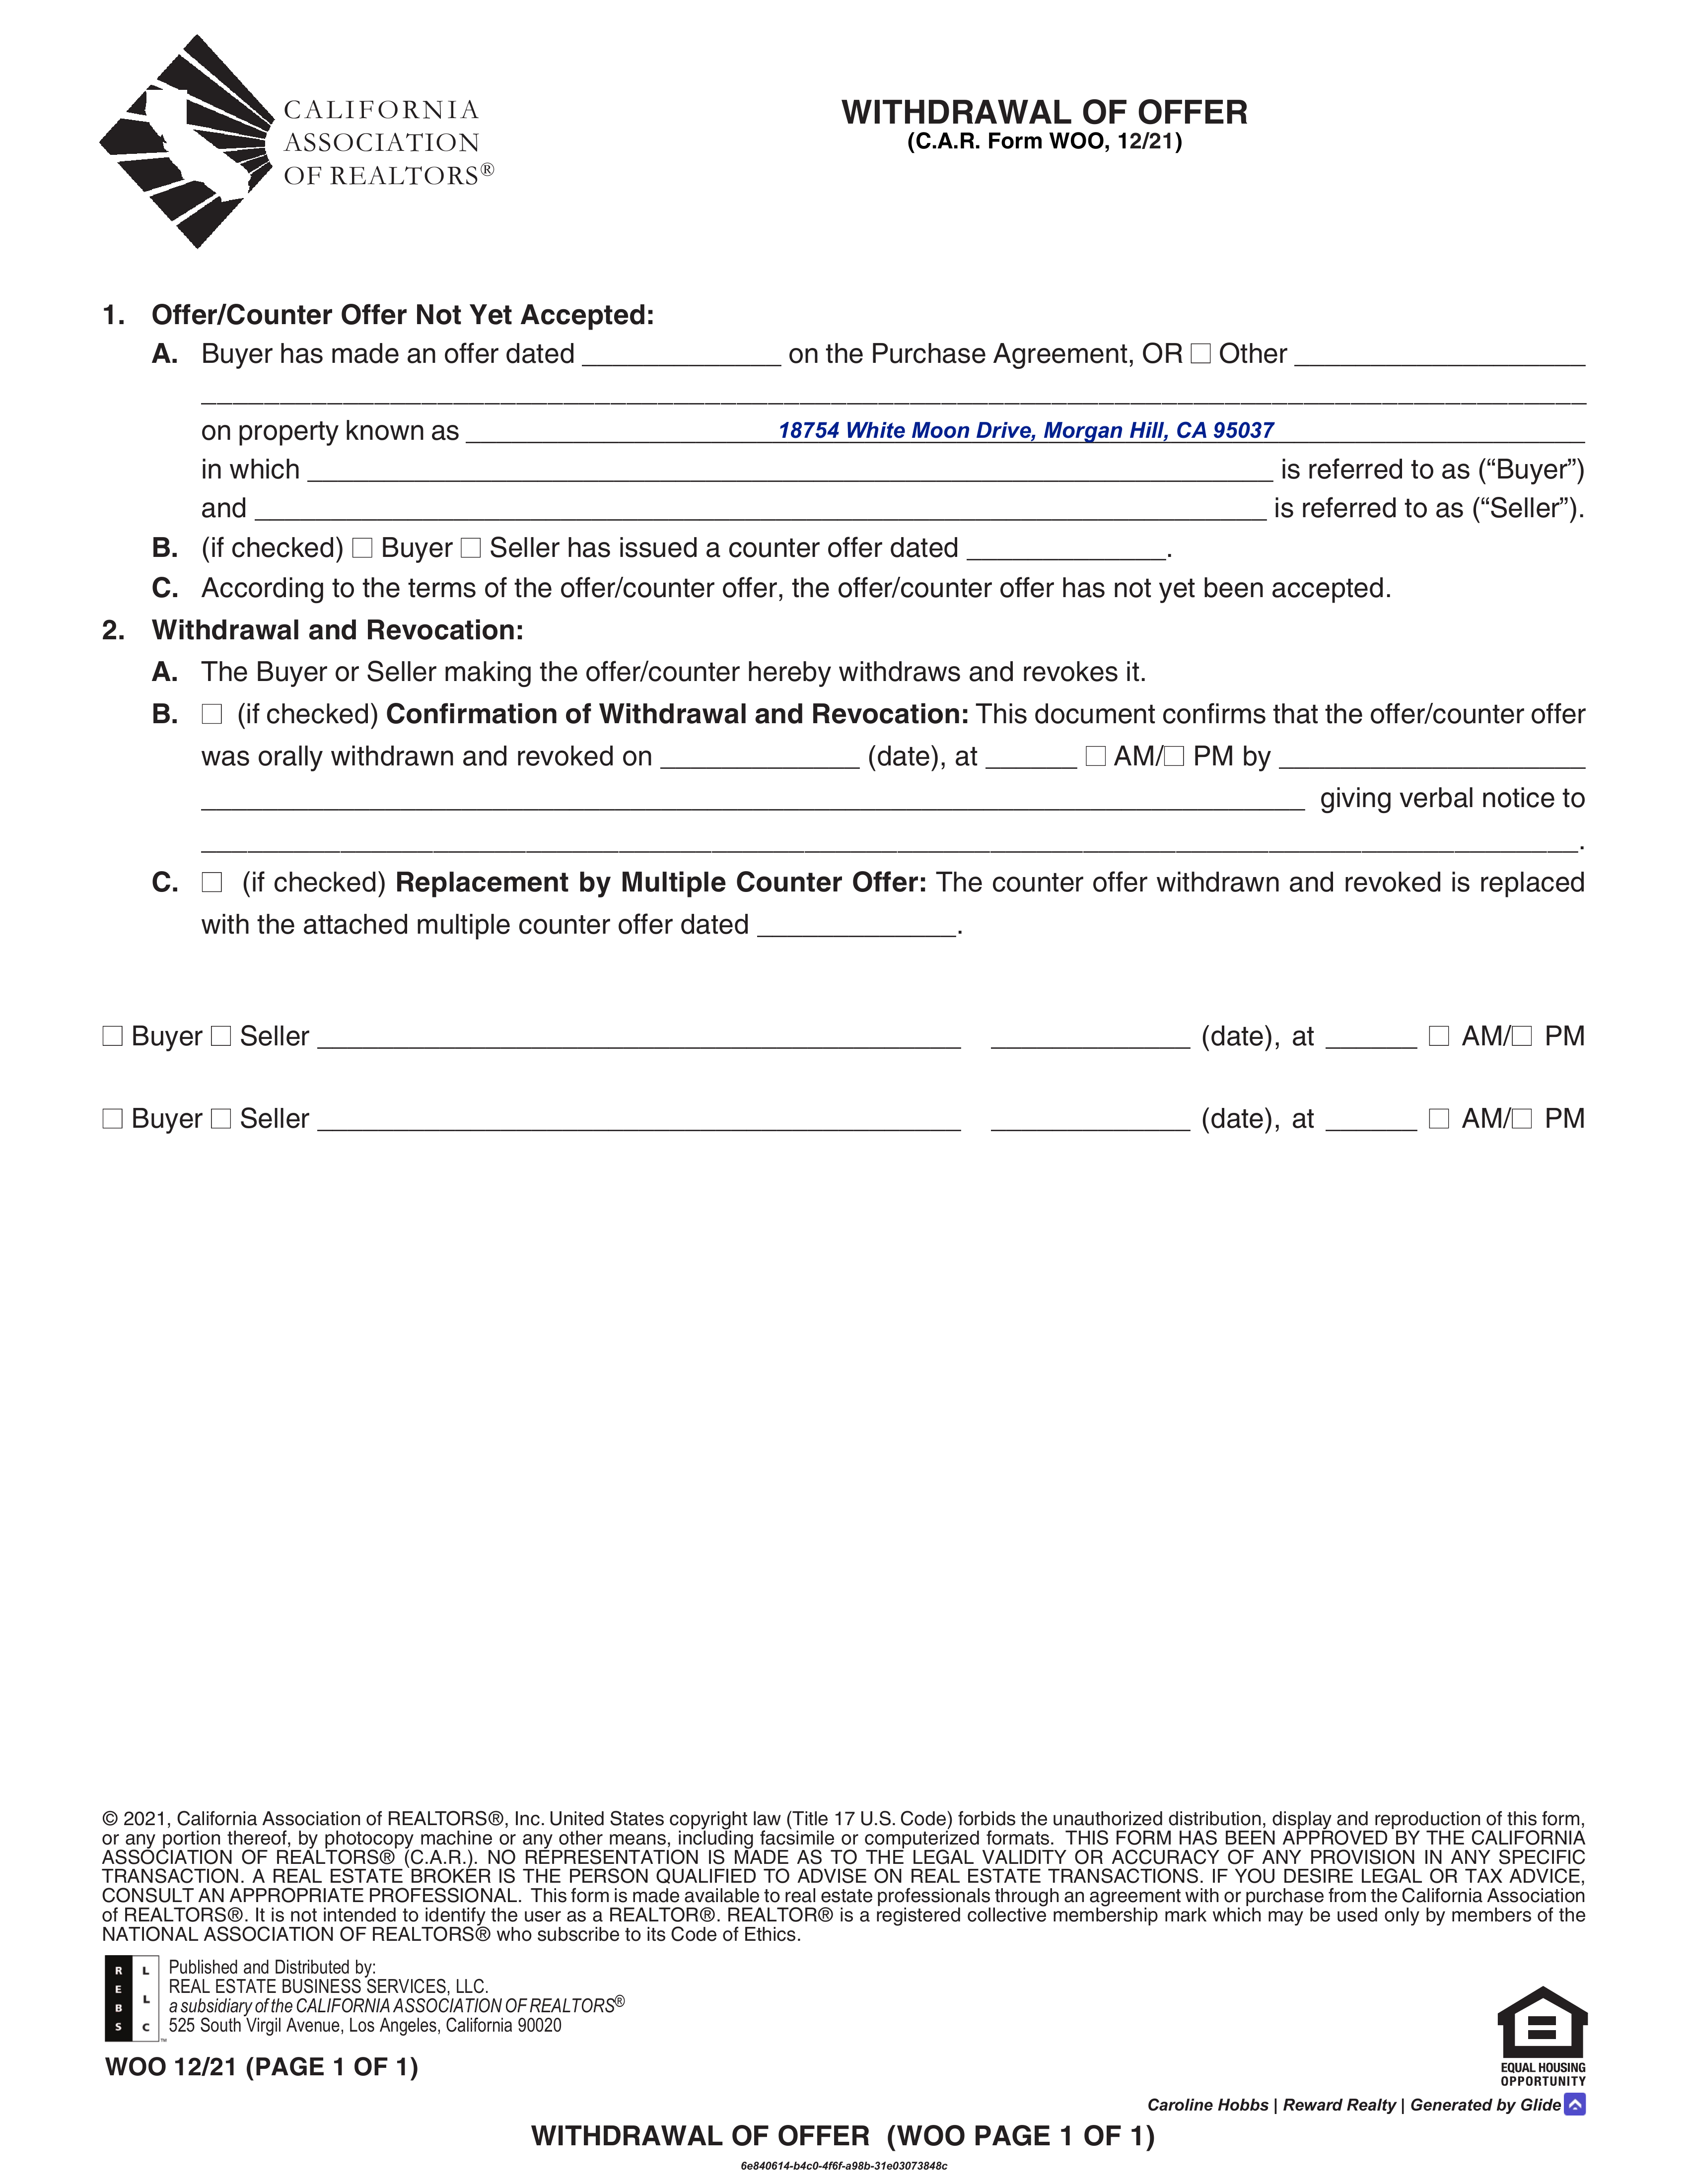 CALIFORNIA
ASSOCIATION
OF REALTORS®
WITHDRAWAL OF OFFER
(C.A.R. Form WOO, 12/21)
1. Offer/Counter Offer Not Yet Accepted:
A. Buyer has made an offer dated _____________ on the Purchase Agreement, OR ☐ Other ___________________
__________________________________________________________________________________________
on property known as 18754 White Moon Drive, Morgan Hill, CA 95037
in which _______________________________________________________________ is referred to as (“Buyer”)
and __________________________________________________________________ is referred to as (“Seller”).
B. (if checked) ☐ Buyer ☐ Seller has issued a counter offer dated _____________.
C. According to the terms of the offer/counter offer, the offer/counter offer has not yet been accepted.
2. Withdrawal and Revocation:
A. The Buyer or Seller making the offer/counter hereby withdraws and revokes it.
B. ☐ (if checked) Confirmation of Withdrawal and Revocation: This document confirms that the offer/counter offer
was orally withdrawn and revoked on _____________ (date), at ______ ☐ AM/☐ PM by ____________________
________________________________________________________________________ giving verbal notice to
__________________________________________________________________________________________.
C. ☐ (if checked) Replacement by Multiple Counter Offer: The counter offer withdrawn and revoked is replaced
with the attached multiple counter offer dated _____________.
☐ Buyer ☐ Seller __________________________________________ _____________ (date), at ______ ☐ AM/☐ PM
☐ Buyer ☐ Seller __________________________________________ _____________ (date), at ______ ☐ AM/☐ PM
© 2021, California Association of REALTORS®, Inc. United States copyright law (Title 17 U.S. Code) forbids the unauthorized distribution, display and reproduction of this form,
or any portion thereof, by photocopy machine or any other means, including facsimile or computerized formats. THIS FORM HAS BEEN APPROVED BY THE CALIFORNIA
ASSOCIATION OF REALTORS® (C.A.R.). NO REPRESENTATION IS MADE AS TO THE LEGAL VALIDITY OR ACCURACY OF ANY PROVISION IN ANY SPECIFIC
TRANSACTION. A REAL ESTATE BROKER IS THE PERSON QUALIFIED TO ADVISE ON REAL ESTATE TRANSACTIONS. IF YOU DESIRE LEGAL OR TAX ADVICE,
CONSULT AN APPROPRIATE PROFESSIONAL. This form is made available to real estate professionals through an agreement with or purchase from the California Association
of REALTORS®. It is not intended to identify the user as a REALTOR®. REALTOR® is a registered collective membership mark which may be used only by members of the
NATIONAL ASSOCIATION OF REALTORS® who subscribe to its Code of Ethics.
REBS LLC™
Published and Distributed by:
REAL ESTATE BUSINESS SERVICES, LLC.
a subsidiary of the CALIFORNIA ASSOCIATION OF REALTORS®
525 South Virgil Avenue, Los Angeles, California 90020
WOO 12/21 (PAGE 1 OF 1)
EQUAL HOUSING
OPPORTUNITY
Caroline Hobbs | Reward Realty | Generated by Glide
WITHDRAWAL OF OFFER (WOO PAGE 1 OF 1)
6e840614-b4c0-4f6f-a98b-31e03073848c